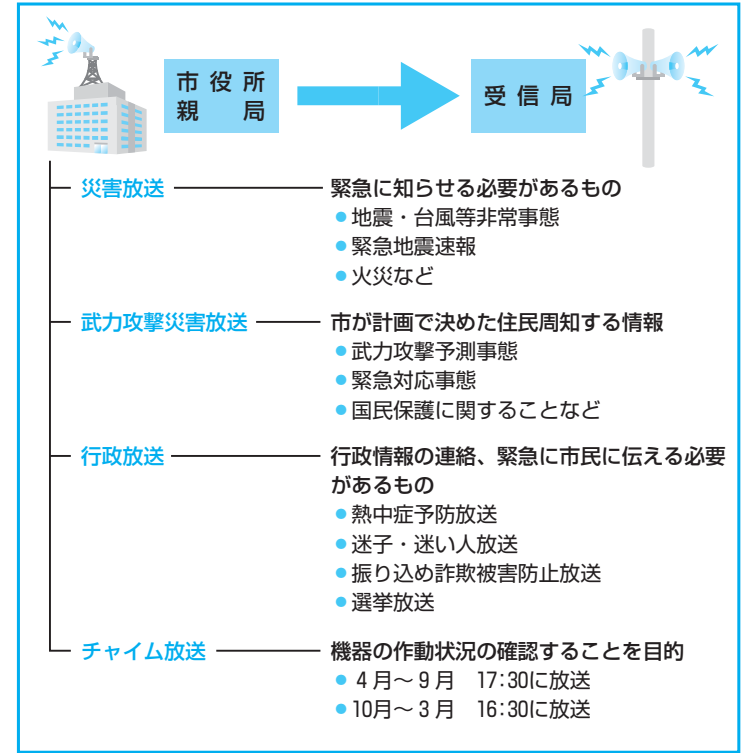 市役所
親　局
受信局
災害放送
緊急に知らせる必要があるもの
●地震・台風等非常事態
●緊急地震速報
●火災など
武力攻撃災害放送
市が計画で決めた住民周知する情報
●武力攻撃予測事態
●緊急対応事態
●国民保護に関することなど
行政放送
行政情報の連絡、緊急に市民に伝える必要
があるもの
●熱中症予防放送
●迷子・迷い人放送
●振り込め詐欺被害防止放送
●選挙放送
チャイム放送
機器の作動状況の確認することを目的
●4月～9月　17:30に放送
●10月～3月　16:30に放送